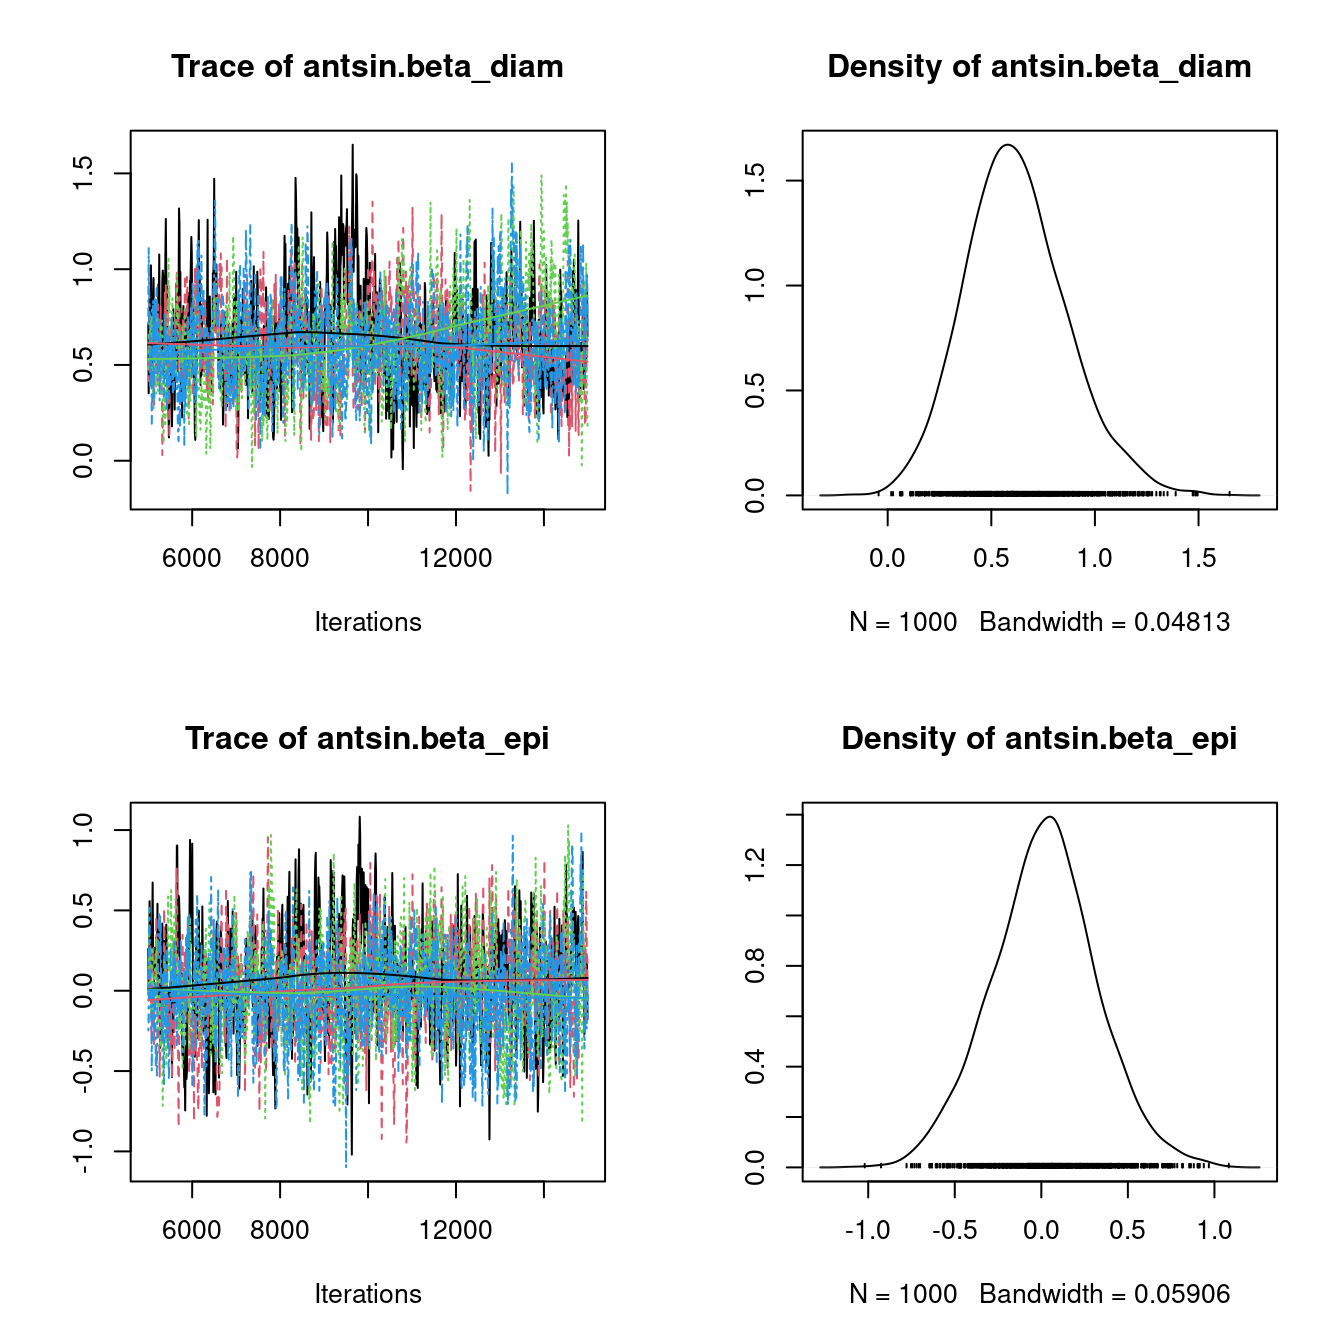 Trace of antsin.beta_diam
1.5
1.0
0.5
0.0
6000 8000 12000
Iterations
Density of antsin.beta_diam
1.5
1.0
0.5
0.0
0.0 0.5 1.0 1.5
N = 1000 Bandwidth = 0.04813
Trace of antsin.beta_epi
1.0
0.5
0.0
-0.5
-1.0
6000 8000 12000
Iterations
Density of antsin.beta_epi
1.2
0.8
0.4
0.0
-1.0 -0.5 0.0 0.5 1.0
N = 1000 Bandwidth = 0.05906